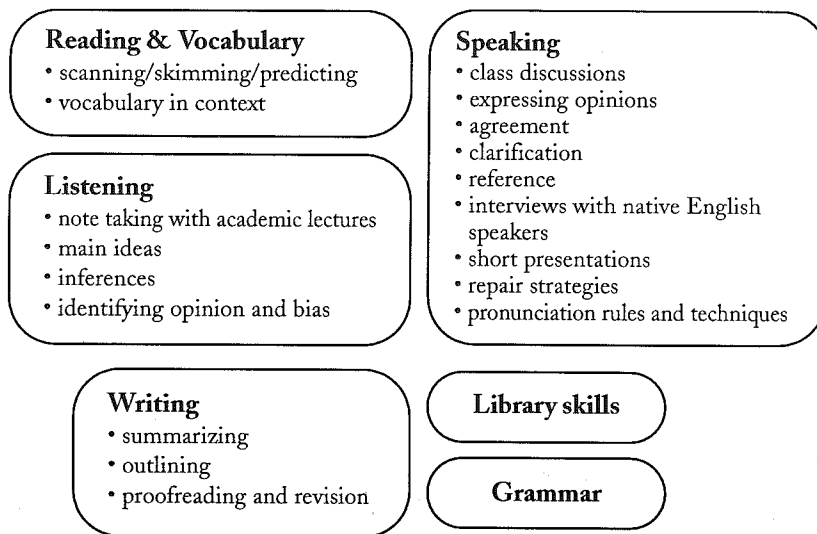 Reading & Vocabulary
• scanning/skimming/predicting
• vocabulary in context
Listening
• note taking with academic lectures
• main ideas
• inferences
• identifying opinion and bias
Speaking
• class discussions
• expressing opinions
• agreement
• clarification
• reference
• interviews with native English
speakers
• short presentations
• repair strategies
• pronunciation rules and techniques
Writing
• summarizing
• outlining
• proofreading and revision
Library skills
Grammar